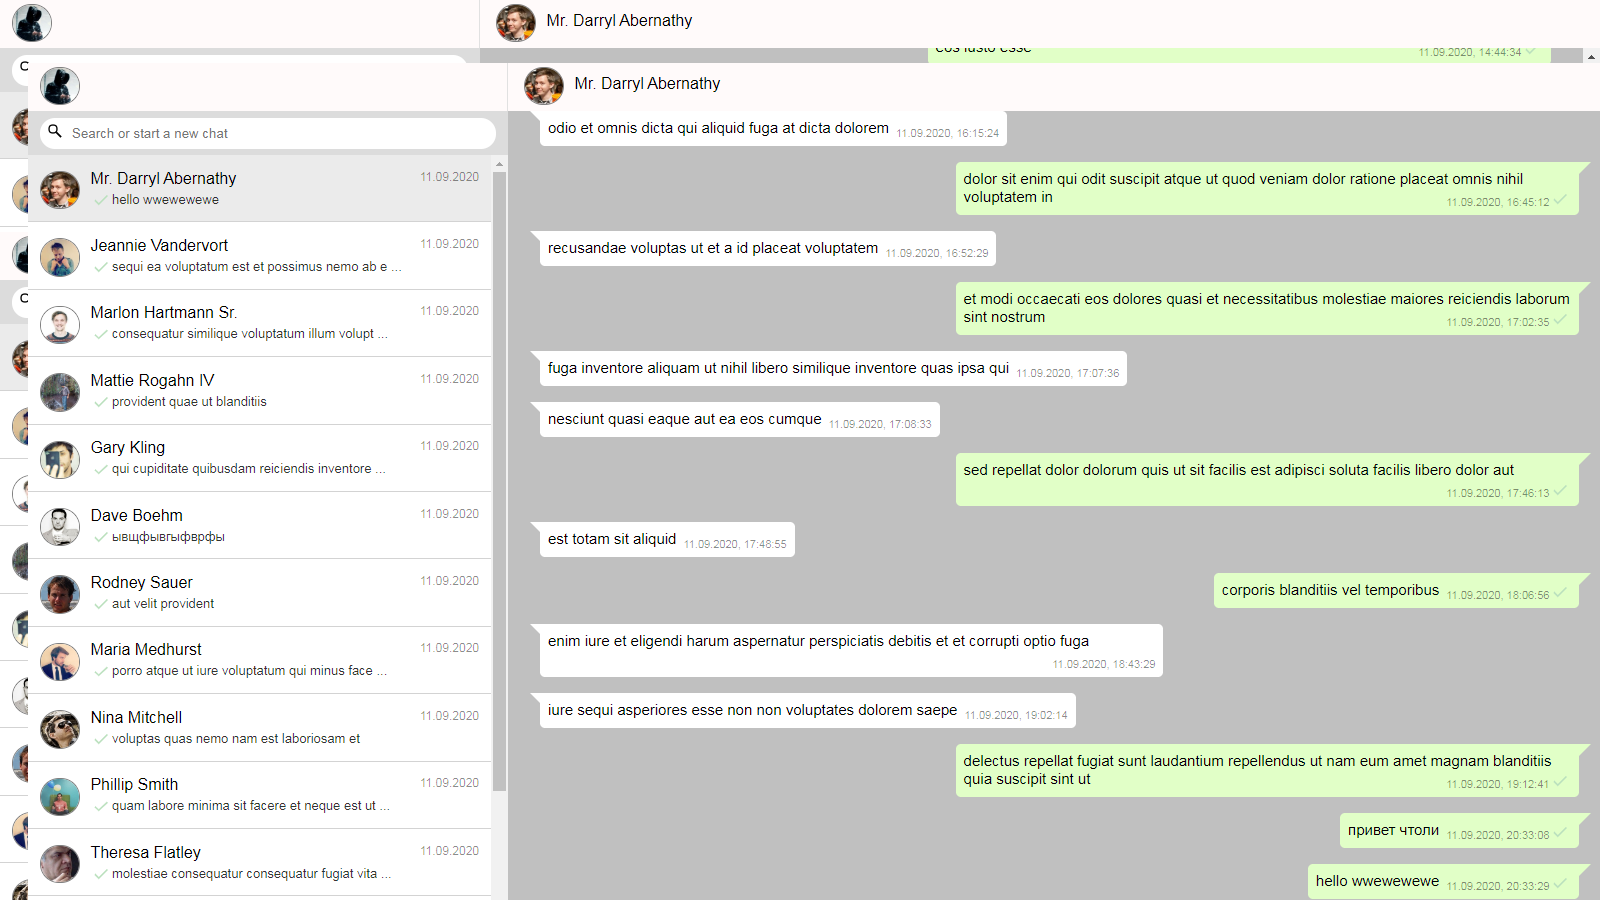 Mr. Darryl Abernathy
eos iusto esse
11.09.2020, 14:44:34
Mr. Darryl Abernathy
Search or start a new chat
Mr. Darryl Abernathy
11.09.2020
hello wwewewewe
Jeannie Vandervort
11.09.2020
sequi ea voluptatum est et possimus nemo ab e ...
Marlon Hartmann Sr.
11.09.2020
consequatur similique voluptatum illum volupt ...
Mattie Rogahn IV
11.09.2020
provident quae ut blanditiis
Gary Kling
11.09.2020
qui cupiditate quibusdam reiciendis inventore ...
Dave Boehm
11.09.2020
ывщфывгыфврфы
Rodney Sauer
11.09.2020
aut velit provident
Maria Medhurst
11.09.2020
porro atque ut iure voluptatum qui minus face ...
Nina Mitchell
11.09.2020
voluptas quas nemo nam est laboriosam et
Phillip Smith
11.09.2020
quam labore minima sit facere et neque est ut ...
Theresa Flatley
11.09.2020
molestiae consequatur consequatur fugiat vita ...
odio et omnis dicta qui aliquid fuga at dicta dolorem 11.09.2020, 16:15:24
dolor sit enim qui odit suscipit atque ut quod veniam dolor ratione placeat omnis nihil
voluptatem in 11.09.2020, 16:45:12
recusandae voluptas ut et a id placeat voluptatem 11.09.2020, 16:52:29
et modi occaecati eos dolores quasi et necessitatibus molestiae maiores reiciendis laborum
sint nostrum 11.09.2020, 17:02:35
fuga inventore aliquam ut nihil libero similique inventore quas ipsa qui 11.09.2020, 17:07:36
nesciunt quasi eaque aut ea eos cumque 11.09.2020, 17:08:33
sed repellat dolor dolorum quis ut sit facilis est adipisci soluta facilis libero dolor aut
11.09.2020, 17:46:13
est totam sit aliquid 11.09.2020, 17:46:55
corporis blanditiis vel temporibus 11.09.2020, 18:06:56
enim iure et eligendi harum aspernatur perspiciatis debitis et et corrupti optio fuga
11.09.2020, 18:43:29
iure sequi asperiores esse non non voluptates dolorem saepe 11.09.2020, 19:02:14
delectus repellat fugiat sunt laudantium repellendus ut nam eum amet magnam blanditiis
quia suscipit sint ut 11.09.2020, 19:12:41
привет чтоли 11.09.2020, 20:33:08
hello wwewewewe 11.09.2020, 20:33:29